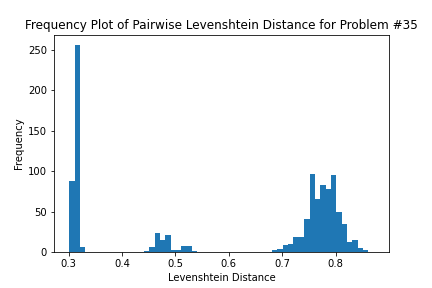 Frequency Plot of Pairwise Levenshtein Distance for Problem #35
250
200
150
100
50
0
Frequency
0.3 0.4 0.5 0.6 0.7 0.8
Levenshtein Distance